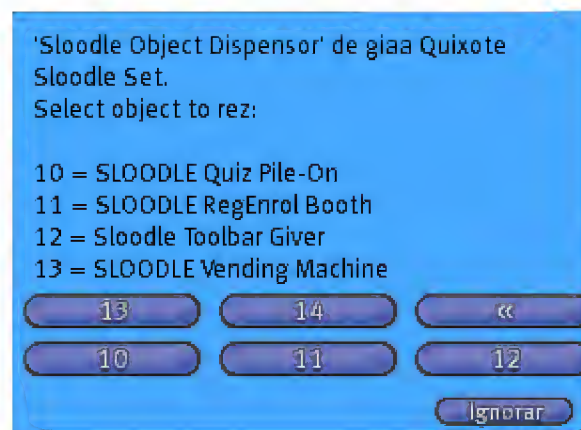 'Sloodle Object Dispensor' de giaa Quixote
Sloodle Set.
Select object to rez:
10 = SLOODLE Quiz Pile-On
11 = SLOODLE RegEnrol Booth
12 = Sloodle Toolbar Giver
13 = SLOODLE Vending Machine
13 14 «
10 11 12
Ignorar